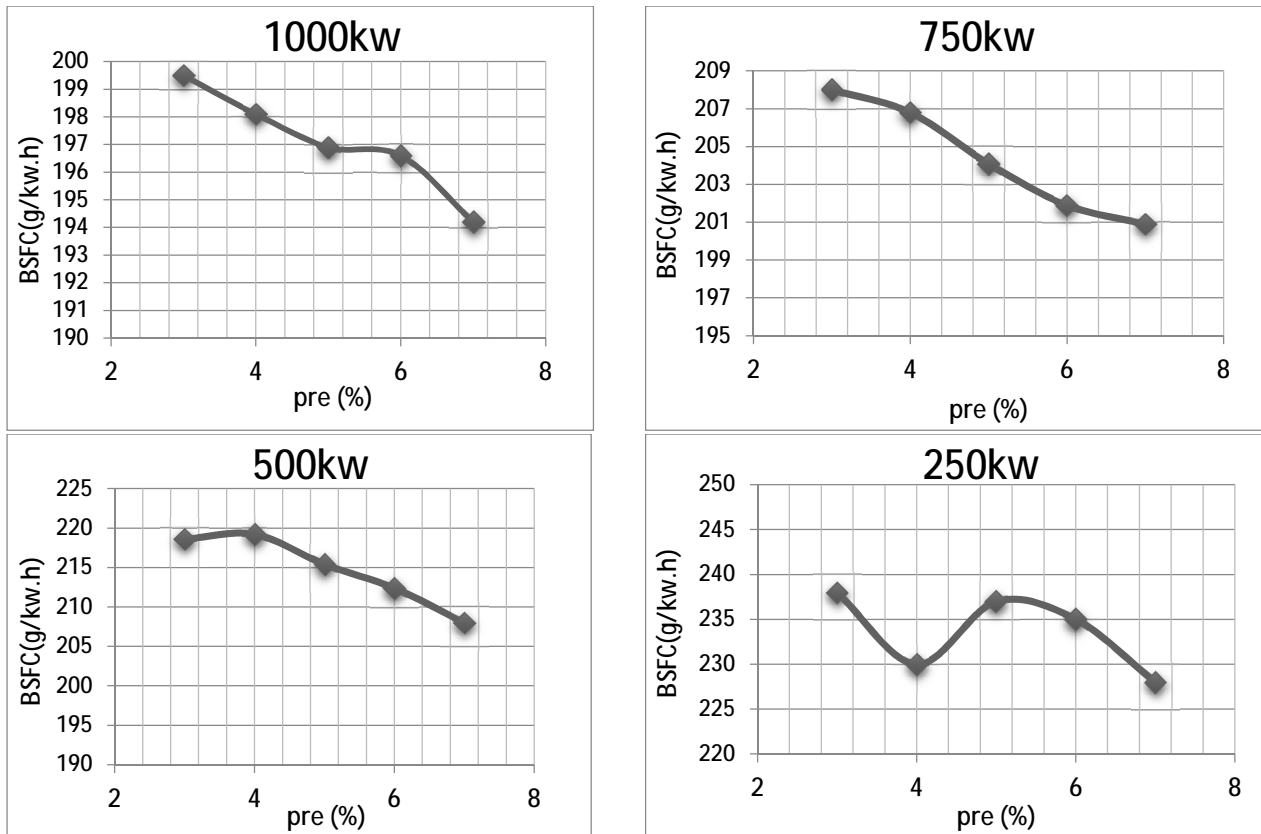 1000kw
BSFC(g/kw.h)
200
199
198
197
196
195
194
193
192
191
190
2 4 6 8
pre (%)
750kw
BSFC(g/kw.h)
209
207
205
203
201
199
197
195
2 4 6 8
pre (%)
500kw
BSFC(g/kw.h)
225
220
215
210
205
200
195
190
2 4 6 8
pre (%)
250kw
BSFC(g/kw.h)
250
245
240
235
230
225
220
2 4 6 8
pre (%)